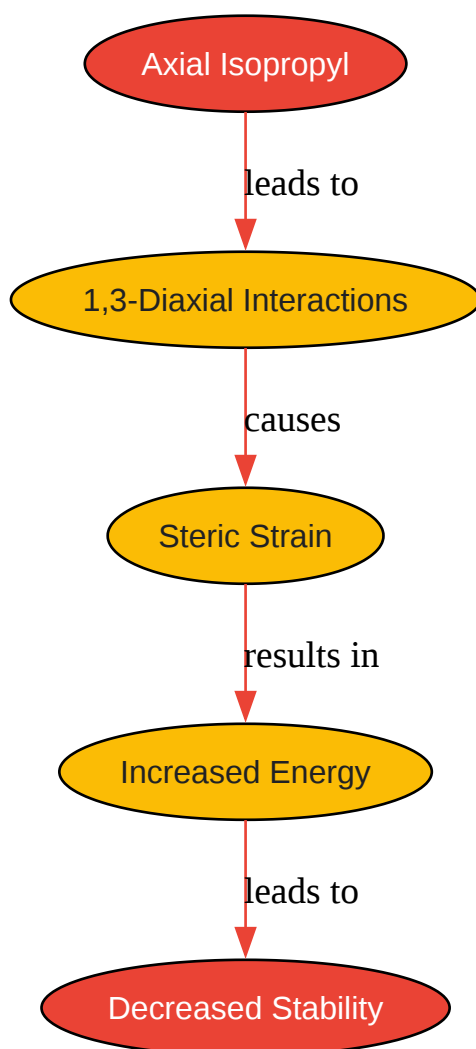 Axial Isopropyl
leads to
1,3-Diaxial Interactions
causes
Steric Strain
results in
Increased Energy
leads to
Decreased Stability